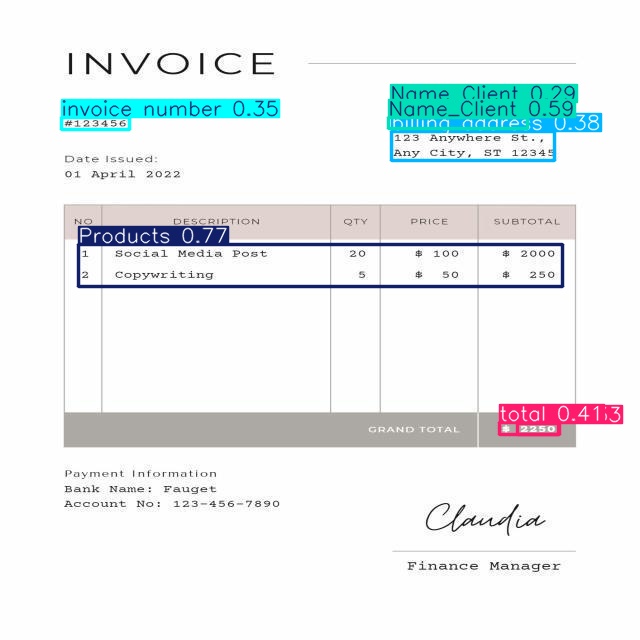 INVOICE
Name_Client 0.29
Name_Client 0.59
invoice number 0.35
billing_address 0.38
#123456
123 Anywhere St.,
Any City, ST 12345
Date Issued:
01 April 2022
NO DESCRIPTION QTY PRICE SUBTOTAL
Products 0.77
1 Social Media Post 20 $ 100 $ 2000
2 Copywriting 5 $ 50 $ 250
total 0.41
GRAND TOTAL $ 2250
Payment Information
Bank Name: Fauget
Account No: 123-456-7890
Claudia
Finance Manager